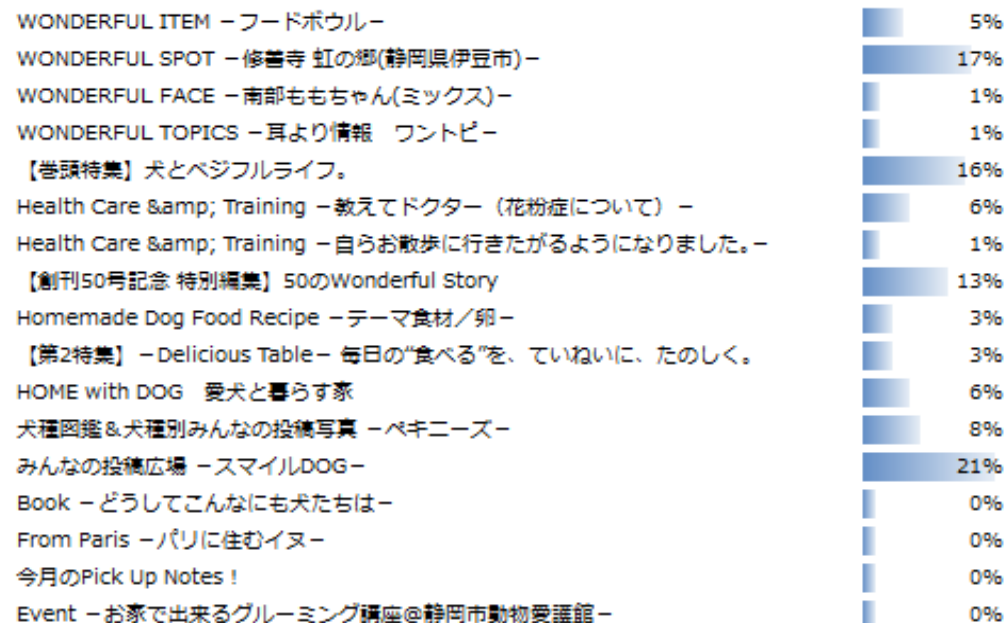 WONDERFUL ITEM －フードボウル－ 5%
WONDERFUL SPOT －修善寺 虹の郷(静岡県伊豆市)－ 17%
WONDERFUL FACE －南部ももちゃん(ミックス)－ 1%
WONDERFUL TOPICS －耳より情報　ワントピ－ 1%
【巻頭特集】犬とベジフルライフ。 16%
Health Care &amp; Training －教えてドクター（花粉症について）－ 6%
Health Care &amp; Training －自らお散歩に行きたがるようになりました。－ 1%
【創刊50号記念 特別編集】50のWonderful Story 13%
Homemade Dog Food Recipe －テーマ食材／卵－ 3%
【第2特集】－Delicious Table－ 毎日の“食べる”を、ていねいに、たのしく。 3%
HOME with DOG　愛犬と暮らす家 6%
犬種図鑑＆犬種別みんなの投稿写真 －ペキニーズ－ 8%
みんなの投稿広場 －スマイルDOG－ 21%
Book －どうしてこんなにも犬たちは－ 0%
From Paris －パリに住むイヌ－ 0%
今月のPick Up Notes！ 0%
Event －お家で出来るグルーミング講座@静岡市動物愛護館－ 0%